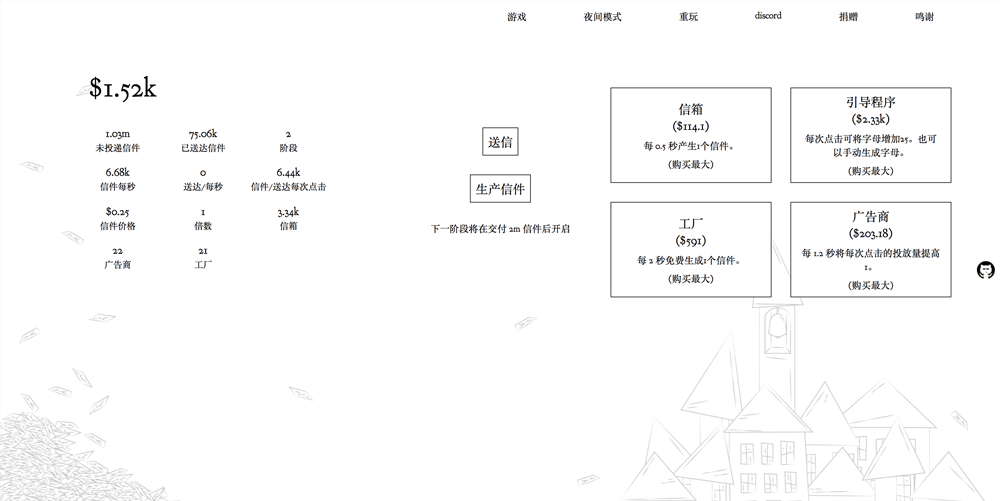 游戏
夜间模式
重玩
discord
捐赠
鸣谢
$1.52k
1.03m
未投递信件
75.06k
已送达信件
2
阶段
6.68k
信件每秒
0
送达/每秒
6.44k
信件/送达每次点击
$0.25
信件价格
1
倍数
3.34k
信箱
22
广告商
21
工厂
送信
生产信件
下一阶段将在交付 2m 信件后开启
信箱
($114.1)
每 0.5 秒产生1个信件。
(购买最大)
引导程序
($2.33k)
每次点击可将字母增加25。也可
以手动生成字母。
(购买最大)
工厂
($591)
每 2 秒免费生成1个信件。
(购买最大)
广告商
($203.18)
每 1.2 秒将每次点击的投放量提高
1。
(购买最大)